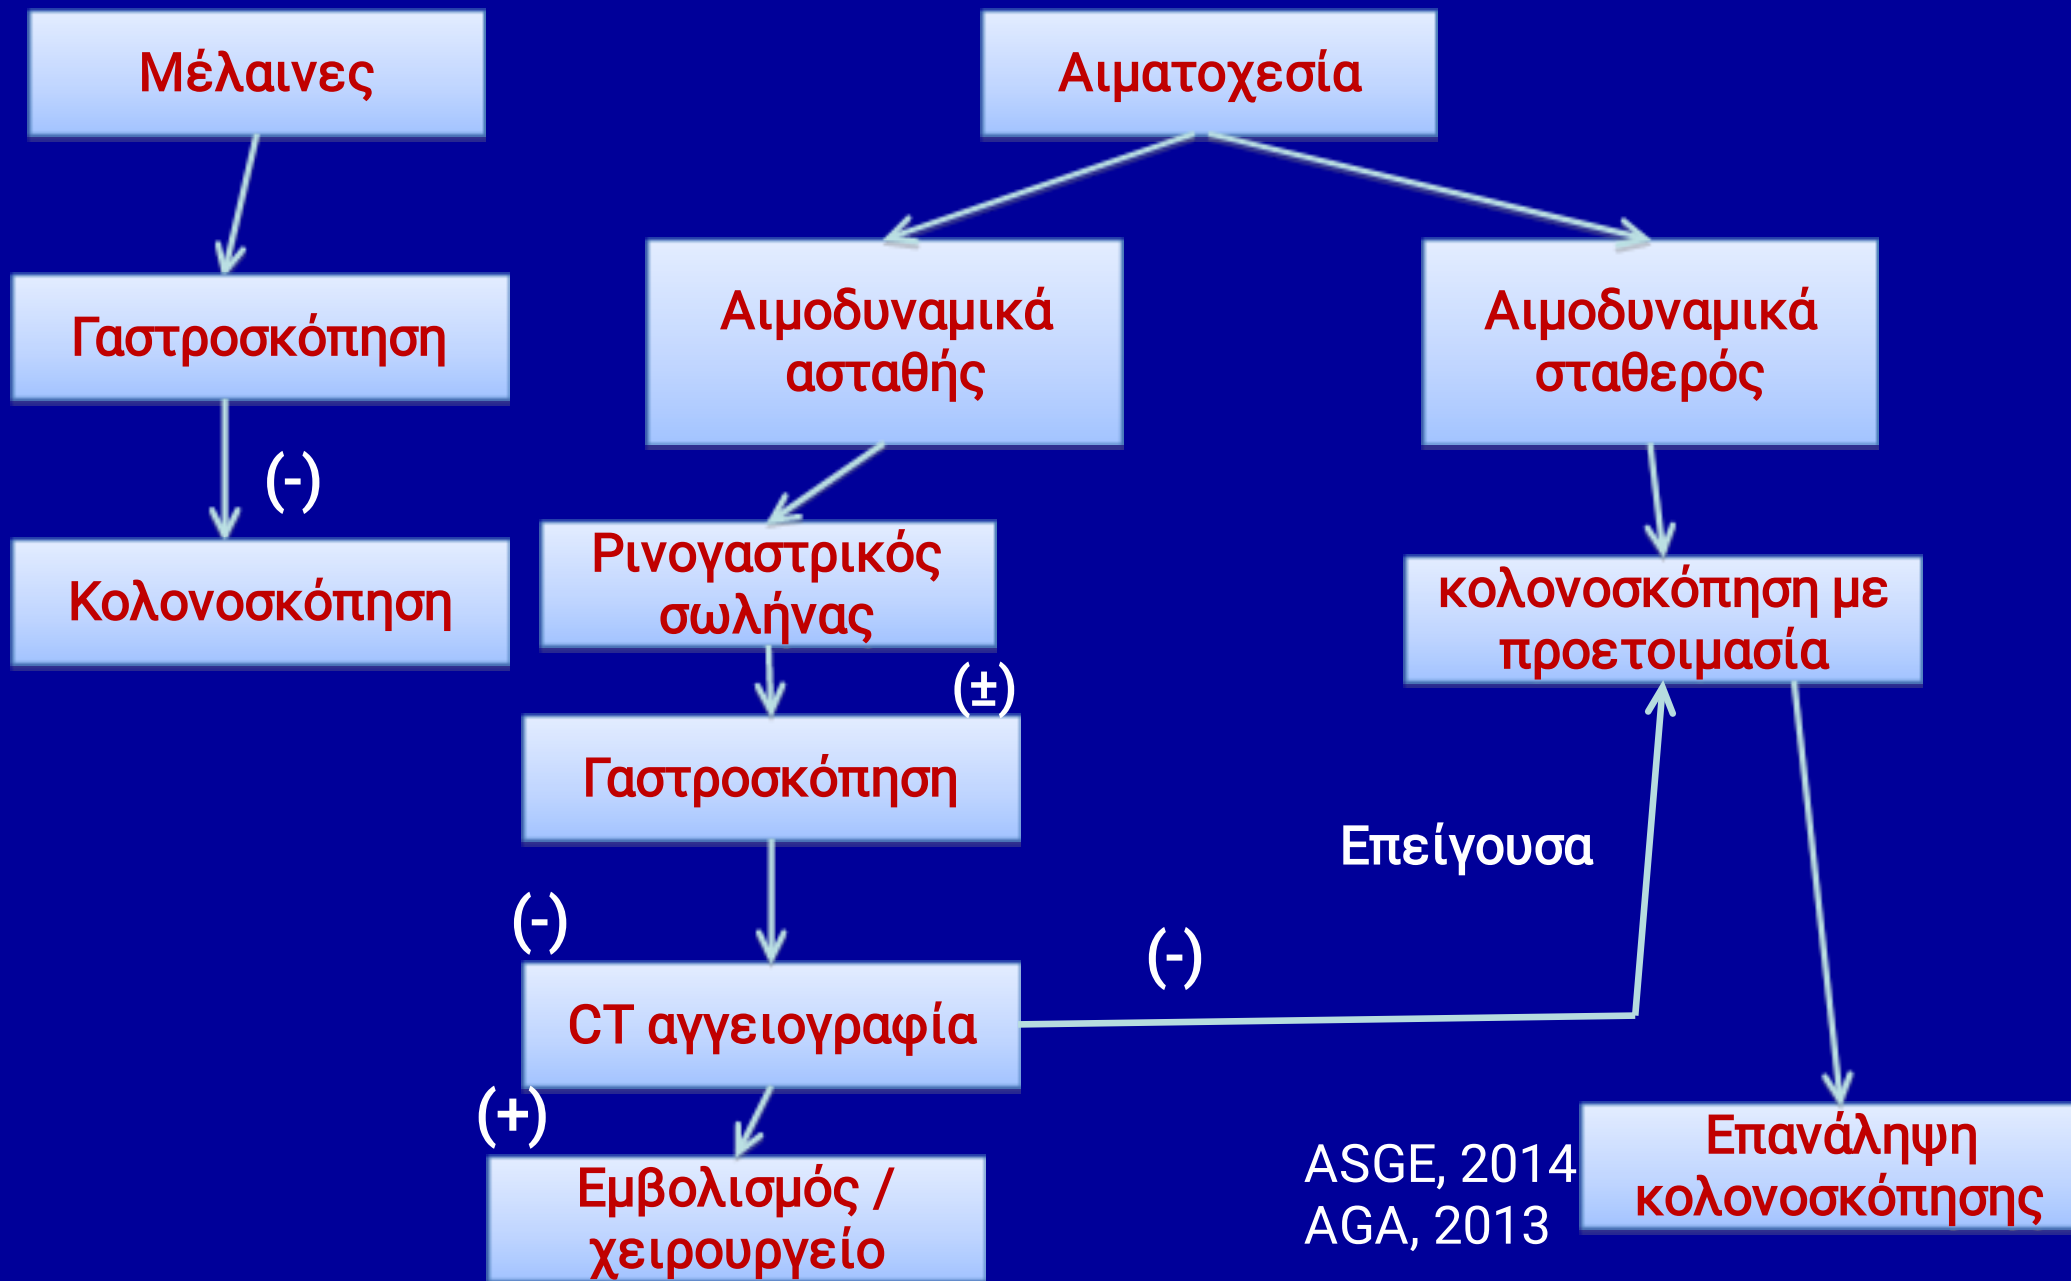 Μέλαινες
Αιματοχεσία
Αιμοδυναμικά
ασταθής
Αιμοδυναμικά
σταθερός
Γαστροσκόπηση
(-)
Κολονοσκόπηση
Ρινογαστρικός
σωλήνας
κολονοσκόπηση με
προετοιμασία
(±)
Γαστροσκόπηση
Επείγουσα
(-)
(-)
CT αγγειογραφία
(+)
Εμβολισμός /
χειρουργείο
ASGE, 2014
AGA, 2013
Επανάληψη
κολονοσκόπησης